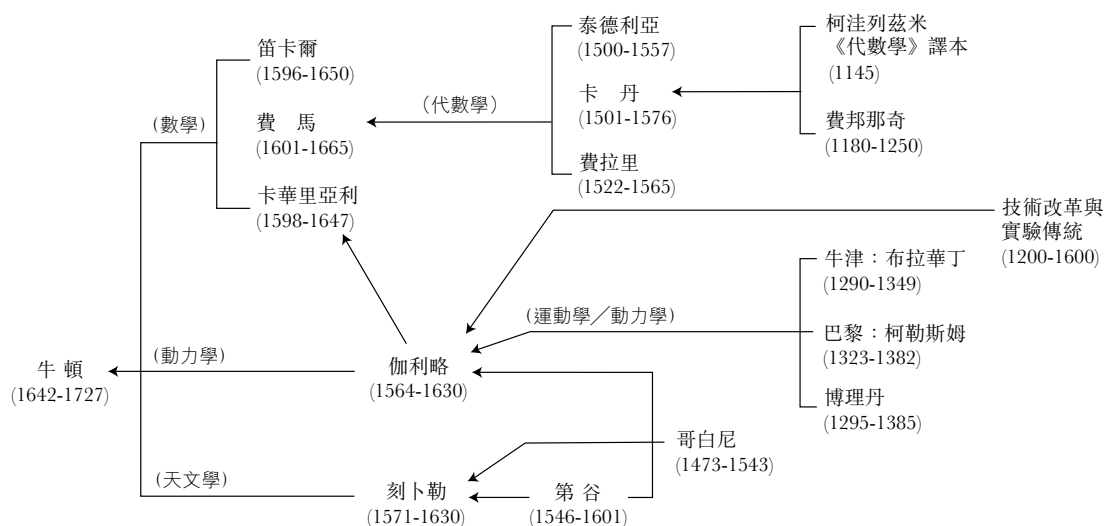 泰德利亞
(1500-1557)
柯洼列茲米
《代數學》譯本
(1145)
笛卡爾
(1596-1650)
(數學)
(代數學)
卡 丹
(1501-1576)
費 馬
(1601-1665)
費邦那奇
(1180-1250)
費拉里
(1522-1565)
卡華里亞利
(1598-1647)
技術改革與
實驗傳統
(1200-1600)
牛津：布拉華丁
(1290-1349)
(運動學╱動力學)
巴黎：柯勒斯姆
(1323-1382)
牛 頓
(1642-1727)
(動力學)
伽利略
(1564-1630)
博理丹
(1295-1385)
哥白尼
(1473-1543)
(天文學)
刻卜勒
(1571-1630)
第 谷
(1546-1601)